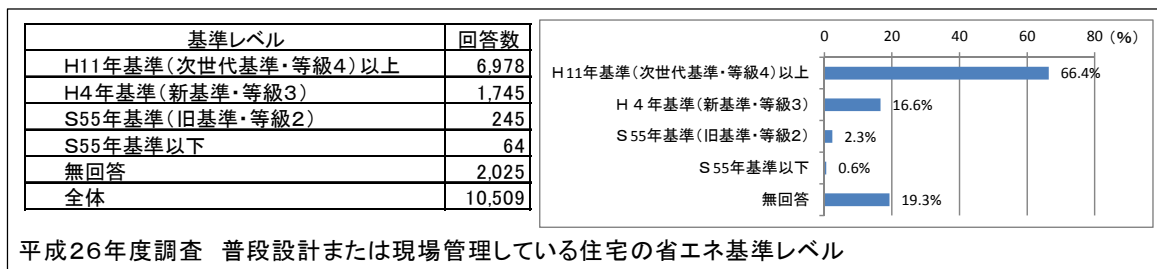 基準レベル 回答数
H11年基準(次世代基準・等級4)以上 6,978
H4年基準(新基準・等級3) 1,745
S55年基準(旧基準・等級2) 245
S55年基準以下 64
無回答 2,025
全体 10,509
0 20 40 60 80 (%)
H11年基準(次世代基準・等級4)以上 66.4%
H4年基準(新基準・等級3) 16.6%
S55年基準(旧基準・等級2) 2.3%
S55年基準以下 0.6%
無回答 19.3%
平成26年度調査 普段設計または現場管理している住宅の省エネ基準レベル